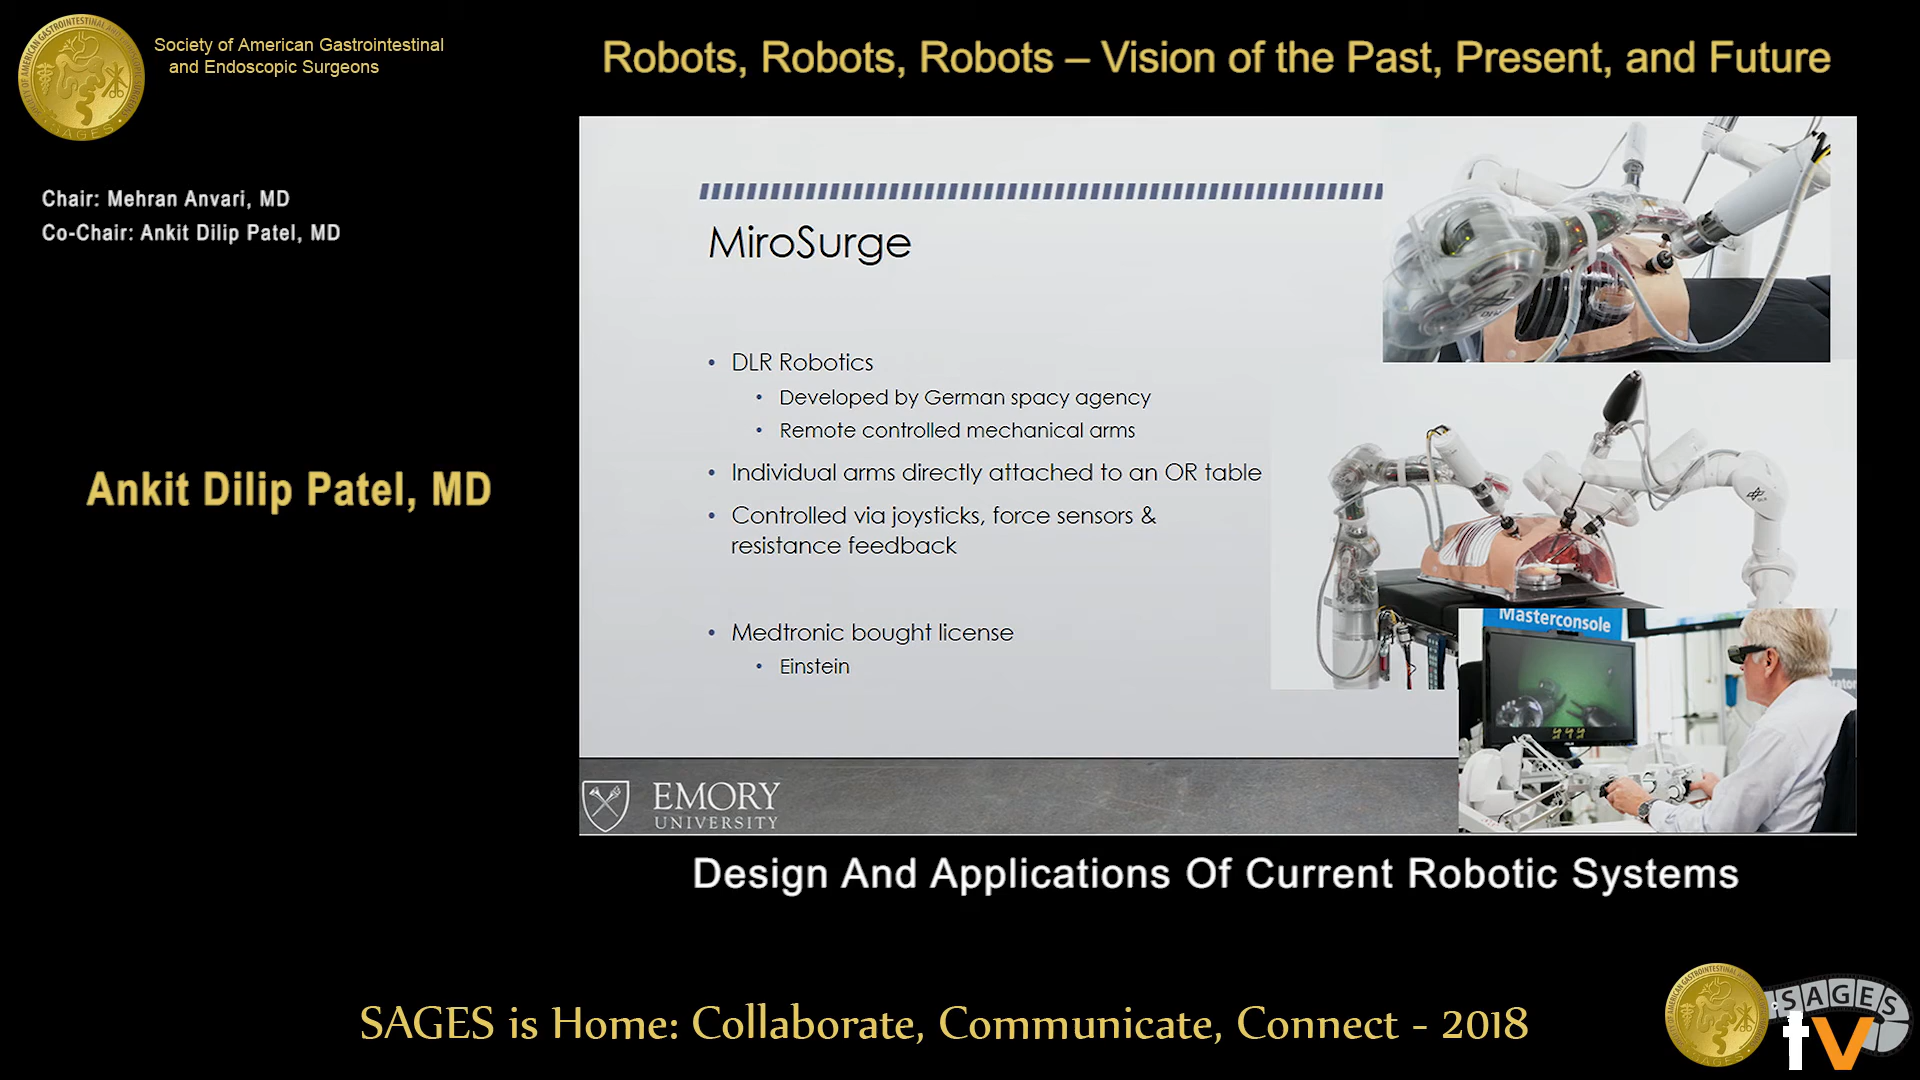 Society of American Gastrointestinal
and Endoscopic Surgeons
Robots, Robots, Robots – Vision of the Past, Present, and Future
Chair: Mehran Anvari, MD
Co-Chair: Ankit Dilip Patel, MD
Ankit Dilip Patel, MD
MiroSurge
• DLR Robotics
• Developed by German spacy agency
• Remote controlled mechanical arms
• Individual arms directly attached to an OR table
• Controlled via joysticks, force sensors &
resistance feedback
• Medtronic bought license
• Einstein
Masterconsole
EMORY
UNIVERSITY
Design And Applications Of Current Robotic Systems
SAGES is Home: Collaborate, Communicate, Connect - 2018
SAGES
tv